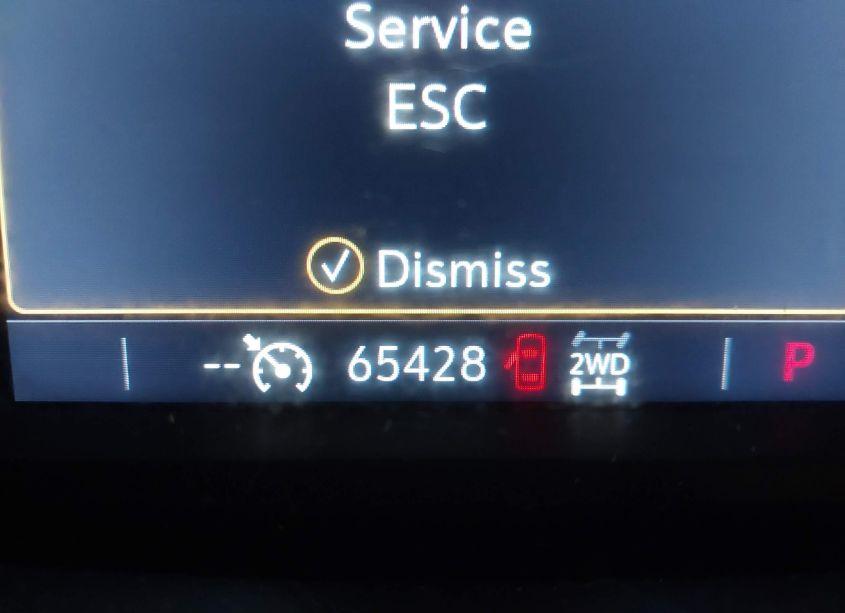 Service
ESC
Dismiss
-- 65428 2WD P